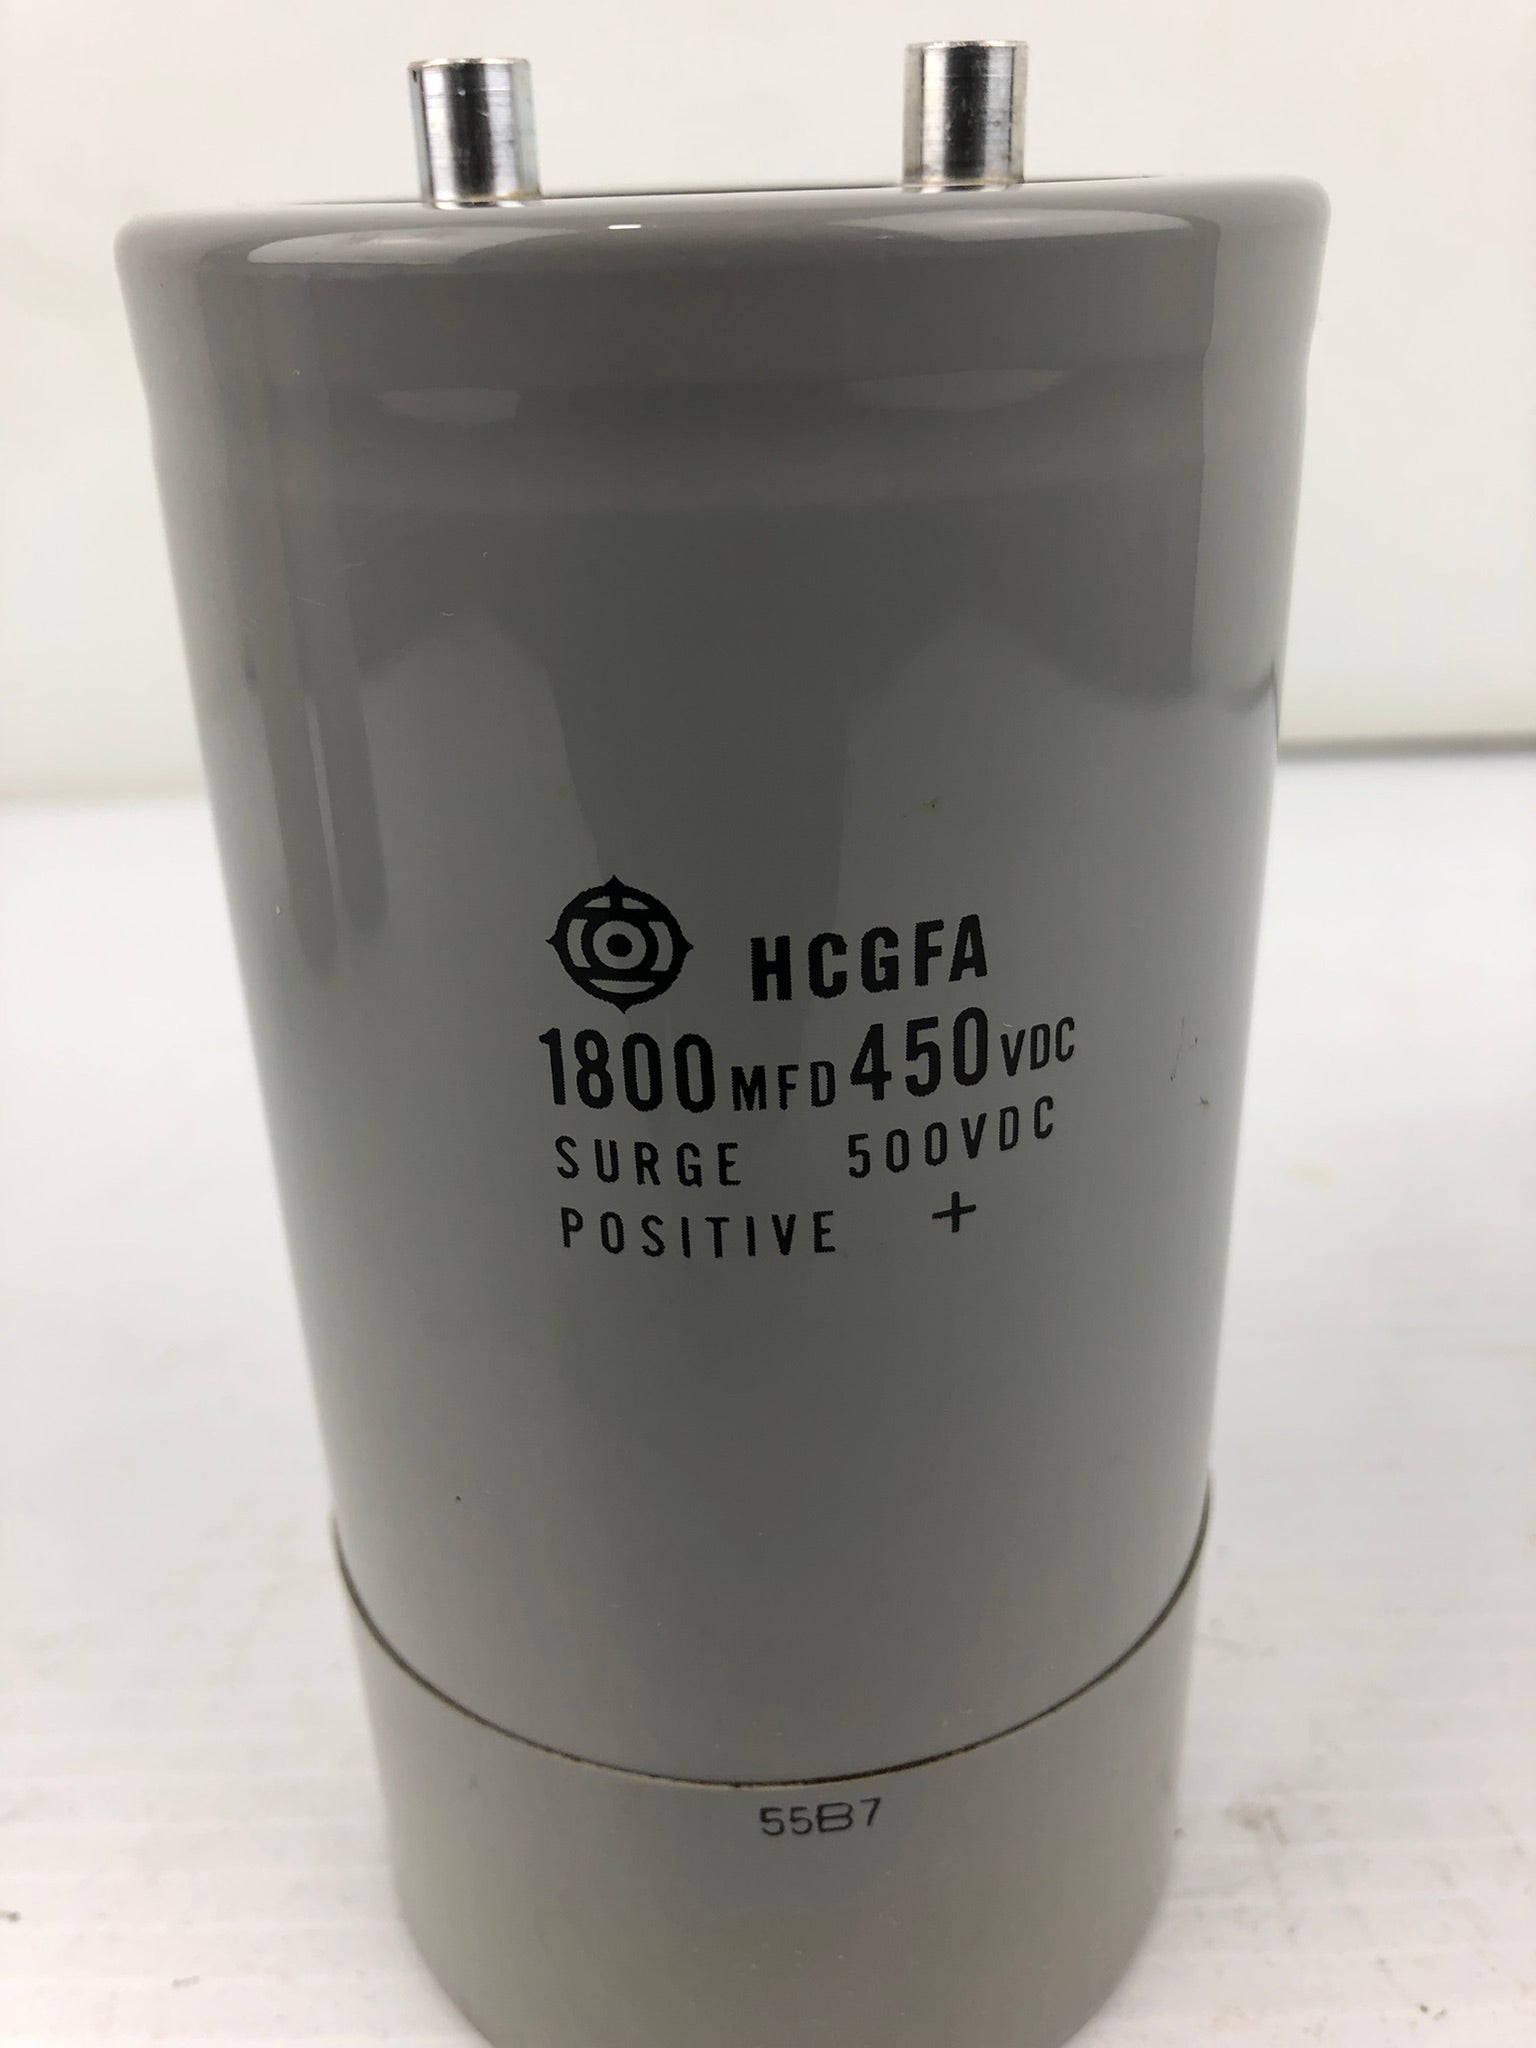 HCGFA
1800 MFD 450 VDC
SURGE 500VDC
POSITIVE +
55B7